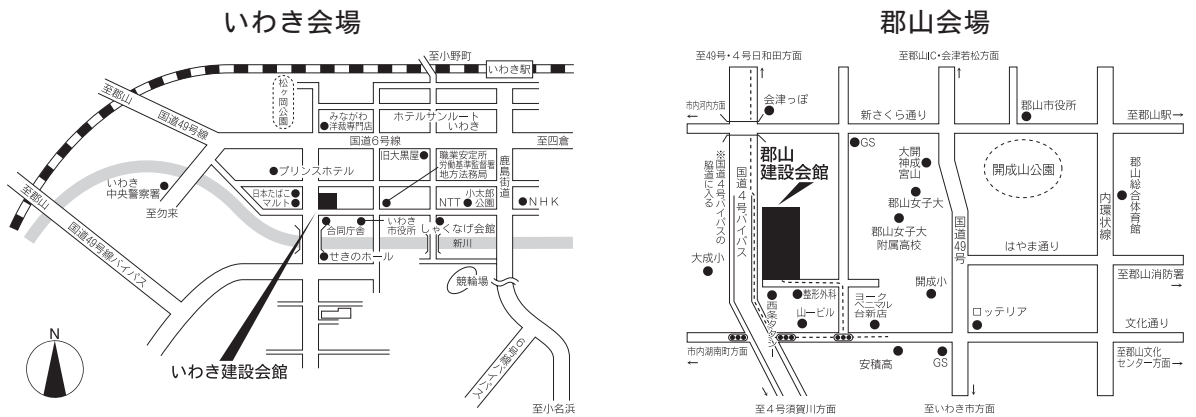 いわき会場
至小野町
いわき駅
至郡山
国道49号線
松ヶ岡公園
みながわ
洋裁専門店
ホテルサンルート
いわき
国道6号線
至四倉
旧大黒屋
職業安定所
労働基準監督署
地方法務局
鹿島街道
プリンスホテル
いわき
中央警察署
至勿来
日本たばこ
マルト
小太郎
公園
NTT
NHK
至郡山
国道49号線バイパス
合同庁舎
いわき
市役所
しゃくなげ会館
新川
せきのホール
競輪場
N
いわき建設会館
6号線バイパス
至小名浜
郡山会場
至49号・4号日和田方面
至郡山IC・会津若松方面
市内河内方面
会津っぽ
新さくら通り
郡山市役所
至郡山駅
※国道4号バイパスの
脇道に入る
国道4号バイパス
郡山
建設会館
GS
大開
神成
宮山
開成山公園
郡山総合体育館
内環状線
郡山女子大
郡山女子大
附属高校
国道49号
はやま通り
大成小
至郡山消防署
開成小
西条タクシー
整形外科
山一ビル
ヨーク
ベニマル
台新店
ロッテリア
文化通り
市内湖南町方面
安積高
GS
至郡山文化
センター方面
至4号須賀川方面
至いわき市方面